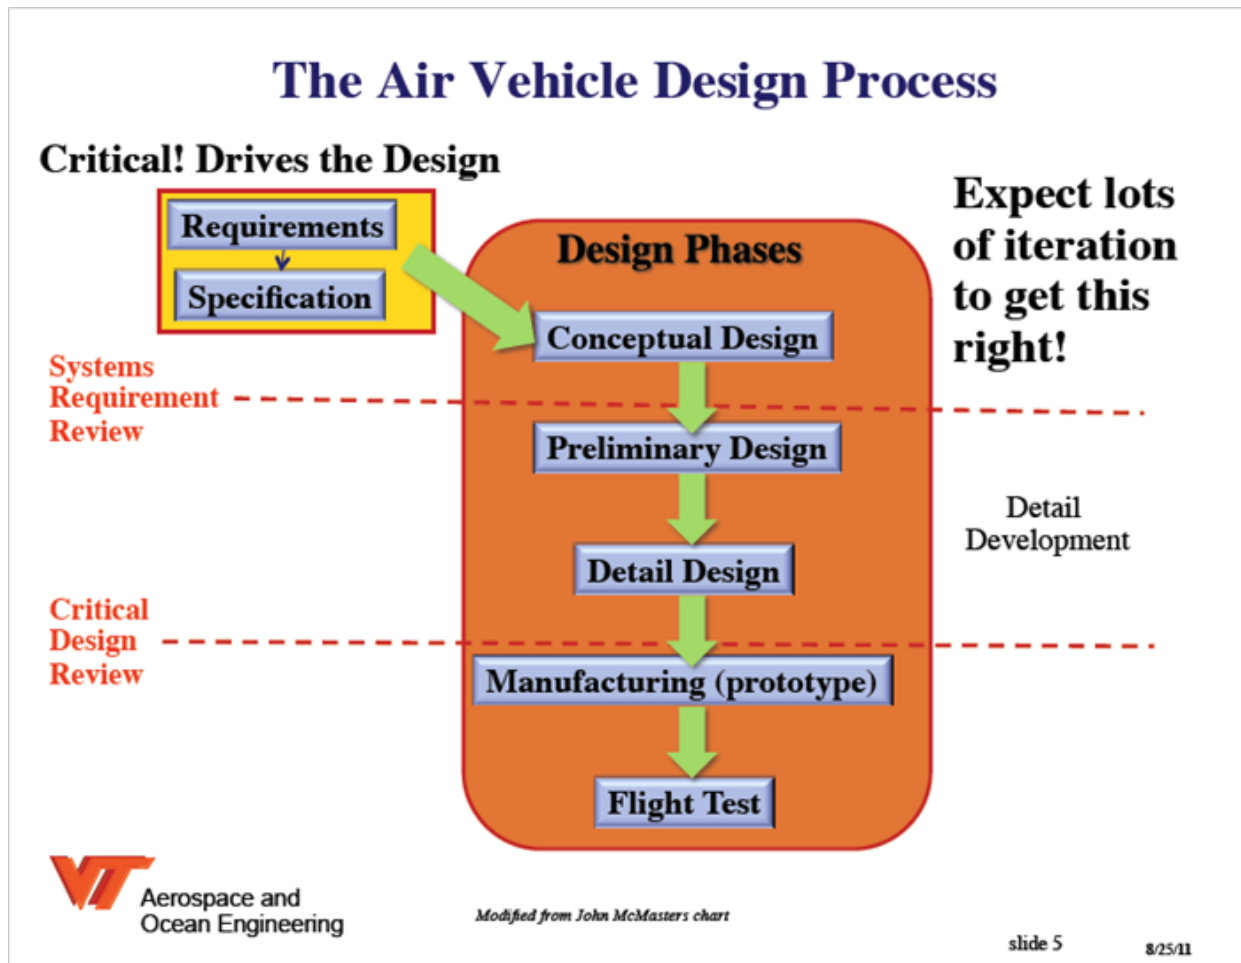 The Air Vehicle Design Process
Critical! Drives the Design
Requirements
Specification
Expect lots
of iteration
to get this
right!
Design Phases
Conceptual Design
Systems
Requirement
Review
Preliminary Design
Detail
Development
Detail Design
Critical
Design
Review
Manufacturing (prototype)
Flight Test
VT
Aerospace and
Ocean Engineering
Modified from John McMasters chart
slide 5
8/25/11